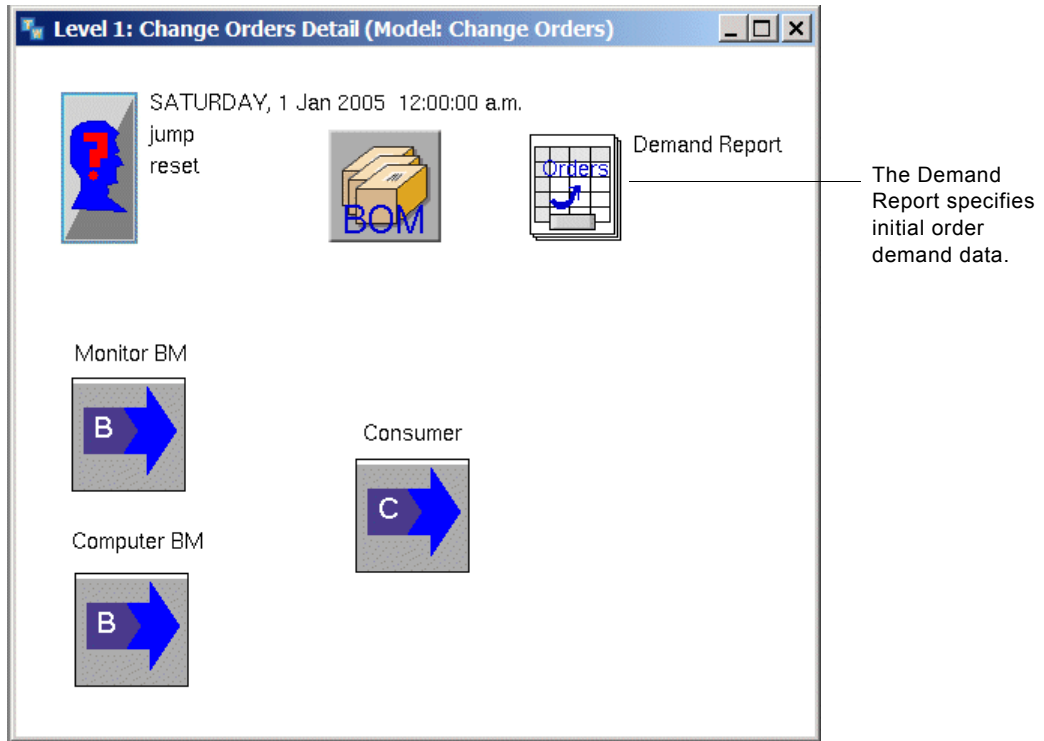 Level 1: Change Orders Detail (Model: Change Orders)
SATURDAY, 1 Jan 2005 12:00:00 a.m.
jump
reset
?
BOM
Orders
Demand Report
The Demand
Report specifies
initial order
demand data.
Monitor BM
B
Consumer
C
Computer BM
B